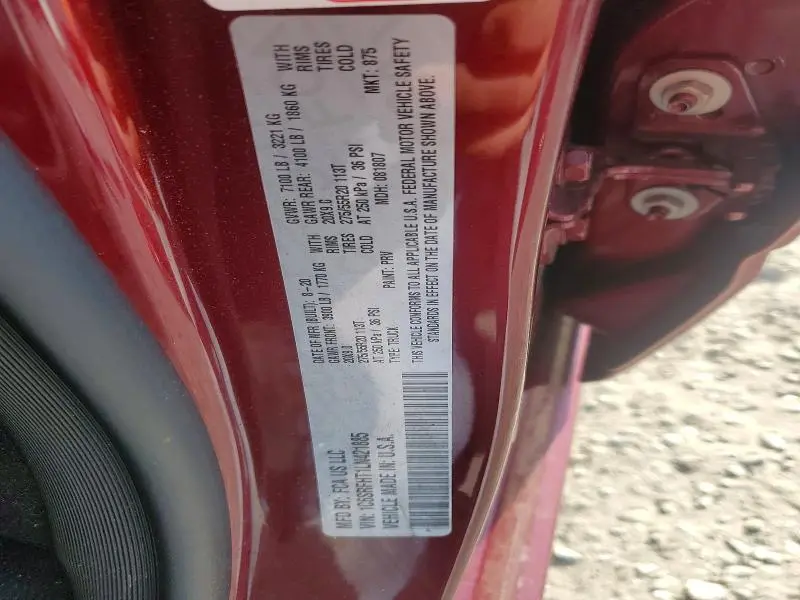 MFD BY: FCA US LLC
DATE OF MFR (BUILT): 8-20
GVWR: 7100 LB / 3221 KG
GAWR FRONT: 3900 LB / 1770 KG WITH
GAWR REAR: 4100 LB / 1860 KG WITH
20X9.0 RIMS
20X9.0 RIMS
275/55R20 113T TIRES
275/55R20 113T TIRES
AT 250 kPa / 36 PSI COLD
AT 250 kPa / 36 PSI COLD
VIN: 1C6SRFHT1LN421885
TYPE: TRUCK
PAINT: PRV
MDH: 081807
MKT: 875
VEHICLE MADE IN: U.S.A.
THIS VEHICLE CONFORMS TO ALL APPLICABLE U.S.A. FEDERAL MOTOR VEHICLE SAFETY
STANDARDS IN EFFECT ON THE DATE OF MANUFACTURE SHOWN ABOVE.